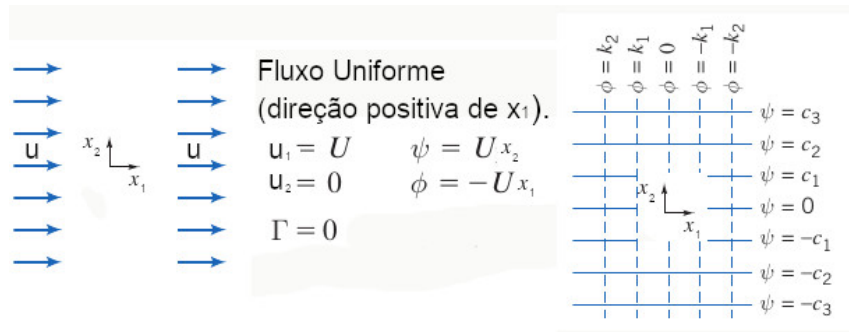 Fluxo Uniforme
(direção positiva de x₁).
u₁ = U ψ = Ux₂
u₂ = 0 ϕ = −Ux₁
Γ = 0
u
x₂
x₁
u
ϕ = k₂
ϕ = k₁
ϕ = 0
ϕ = −k₁
ϕ = −k₂
ψ = c₃
ψ = c₂
ψ = c₁
ψ = 0
ψ = −c₁
ψ = −c₂
ψ = −c₃
x₂
x₁